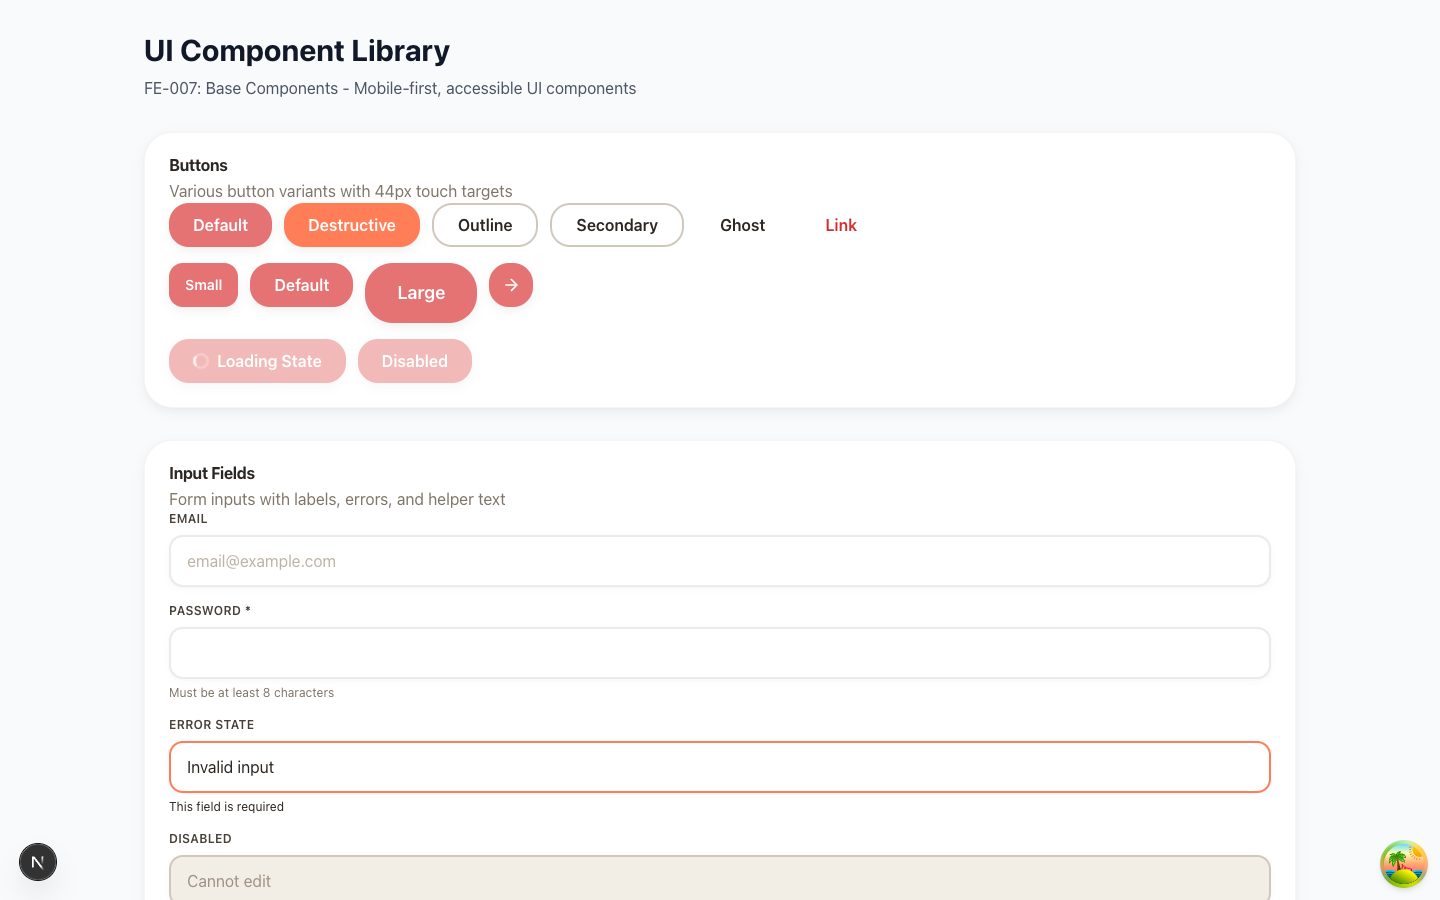 UI Component Library
FE-007: Base Components - Mobile-first, accessible UI components
Buttons
Various button variants with 44px touch targets
Default Destructive Outline Secondary Ghost Link
Small Default Large
Loading State Disabled
Input Fields
Form inputs with labels, errors, and helper text
EMAIL
email@example.com
PASSWORD *
Must be at least 8 characters
ERROR STATE
Invalid input
This field is required
DISABLED
Cannot edit
N